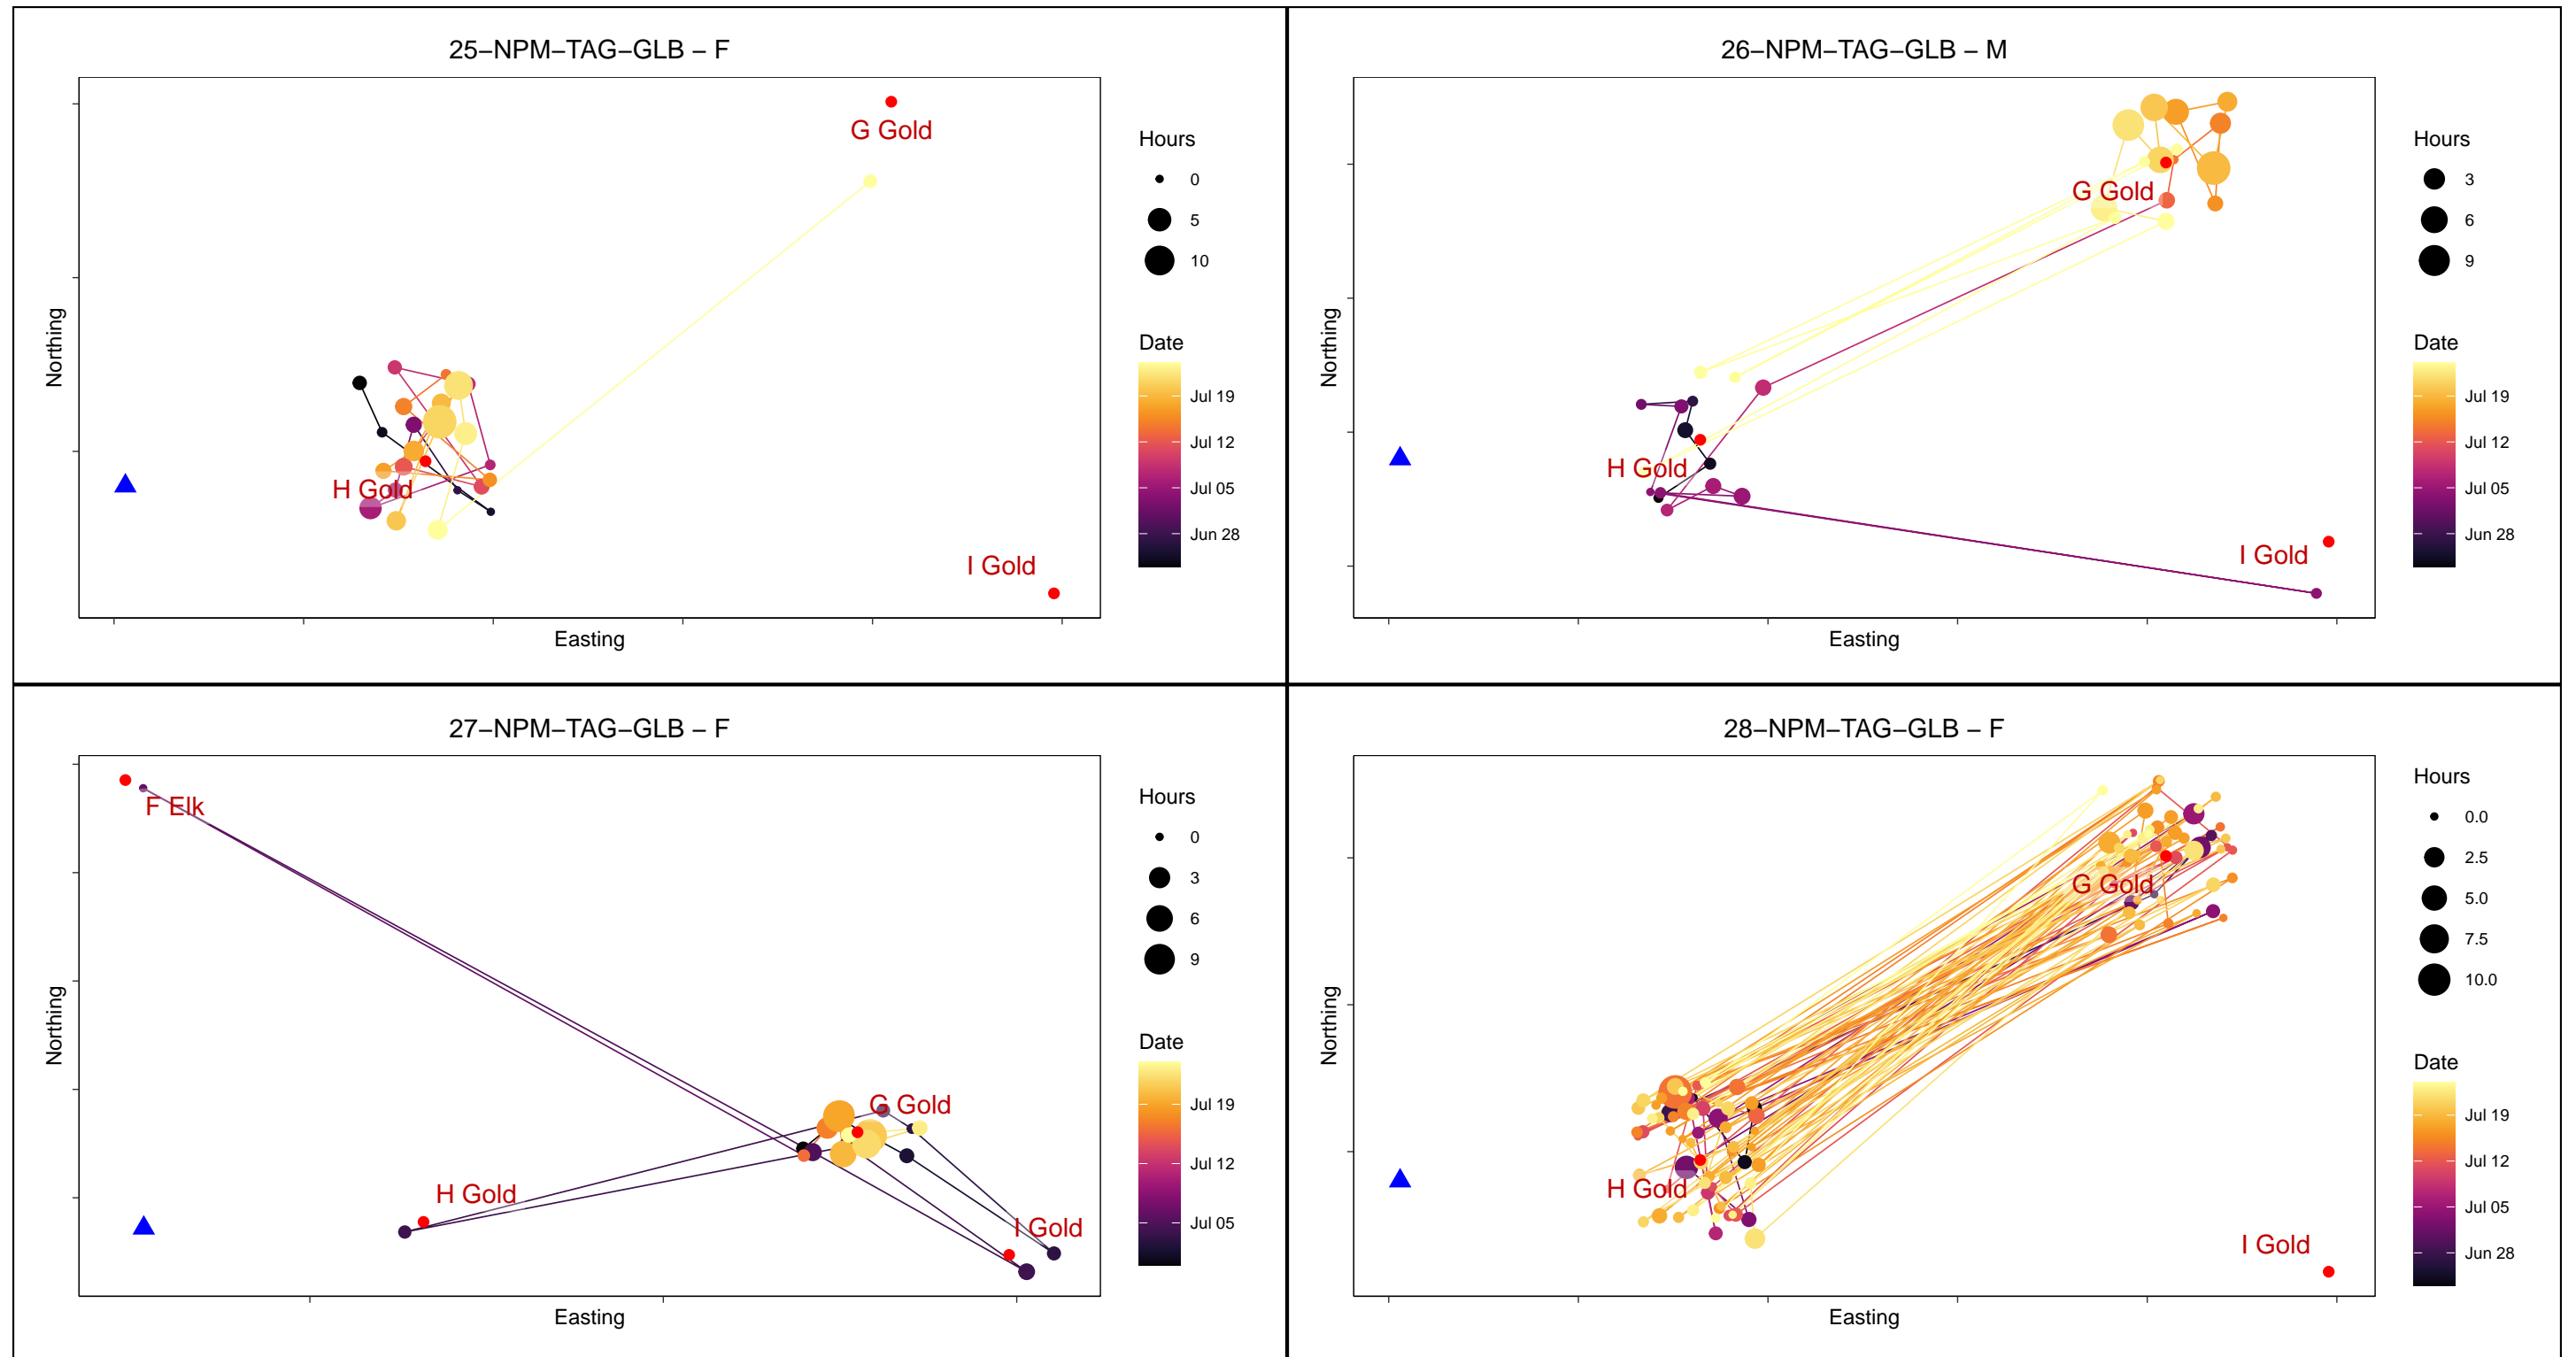 25–NPM–TAG–GLB – F
G Gold
H Gold
I Gold
Northing
Easting
Hours
0
5
10
Date
Jul 19
Jul 12
Jul 05
Jun 28
26–NPM–TAG–GLB – M
G Gold
H Gold
I Gold
Northing
Easting
Hours
3
6
9
Date
Jul 19
Jul 12
Jul 05
Jun 28
27–NPM–TAG–GLB – F
F Elk
G Gold
H Gold
I Gold
Northing
Easting
Hours
0
3
6
9
Date
Jul 19
Jul 12
Jul 05
28–NPM–TAG–GLB – F
G Gold
H Gold
I Gold
Northing
Easting
Hours
0.0
2.5
5.0
7.5
10.0
Date
Jul 19
Jul 12
Jul 05
Jun 28